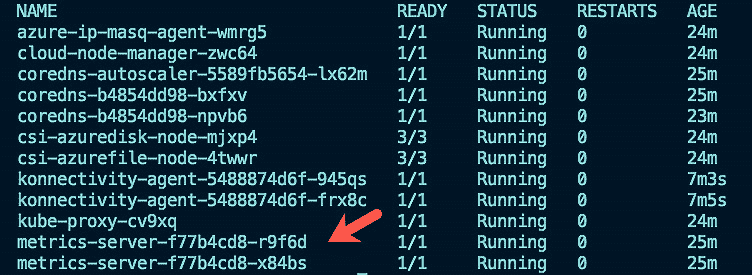 NAME READY STATUS RESTARTS AGE
azure-ip-masq-agent-wmrg5 1/1 Running 0 24m
cloud-node-manager-zwc64 1/1 Running 0 24m
coredns-autoscaler-5589fb5654-lx62m 1/1 Running 0 25m
coredns-b4854dd98-bxfxv 1/1 Running 0 25m
coredns-b4854dd98-npvb6 1/1 Running 0 23m
csi-azuredisk-node-mjxp4 3/3 Running 0 24m
csi-azurefile-node-4twwr 3/3 Running 0 24m
konnectivity-agent-5488874d6f-945qs 1/1 Running 0 7m3s
konnectivity-agent-5488874d6f-frx8c 1/1 Running 0 7m5s
kube-proxy-cv9xq 1/1 Running 0 24m
metrics-server-f77b4cd8-r9f6d 1/1 Running 0 25m
metrics-server-f77b4cd8-x84bs 1/1 Running 0 25m